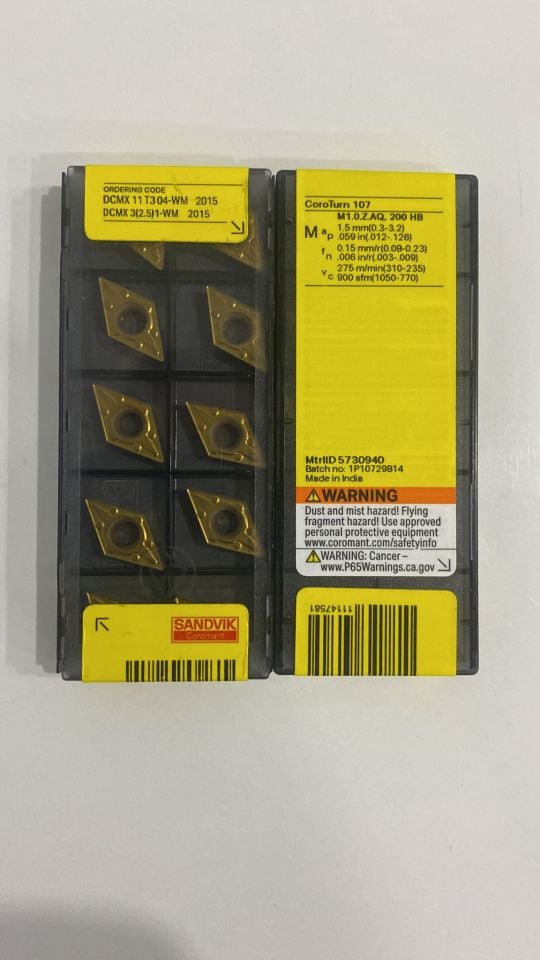 ORDERING CODE
DCMX 11 T3 04-WM 2015
DCMX 3(2.5)1-WM 2015
SANDVIK
Coromant
CoroTurn 107
M1.0.Z.AQ, 200 HB
M ap 1.5 mm(0.3-3.2)
.059 in(.012-.126)
fn 0.15 mm/r(0.08-0.23)
.006 in/r(.003-.009)
vc 275 m/min(310-235)
900 sfm(1050-770)
MtrlID 5730940
Batch no: 1P10729814
Made in India
WARNING
Dust and mist hazard! Flying
fragment hazard! Use approved
personal protective equipment
www.coromant.com/safetyinfo
WARNING: Cancer –
www.P65Warnings.ca.gov
11147581